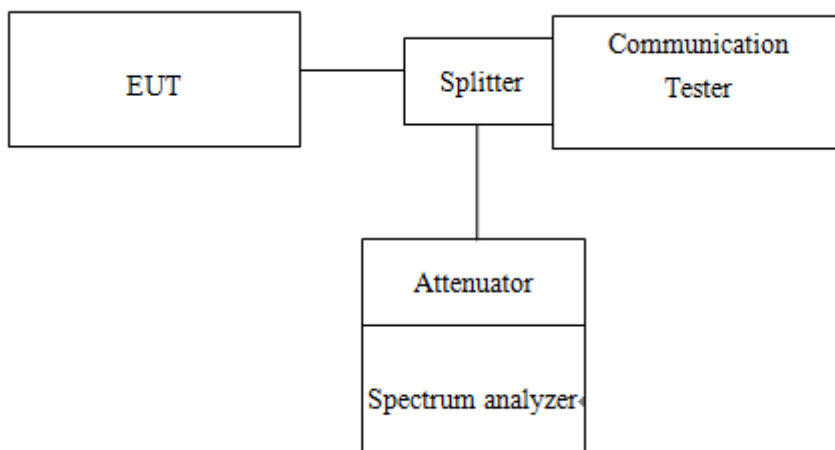 EUT
Splitter
Communication
Tester
Attenuator
Spectrum analyzer